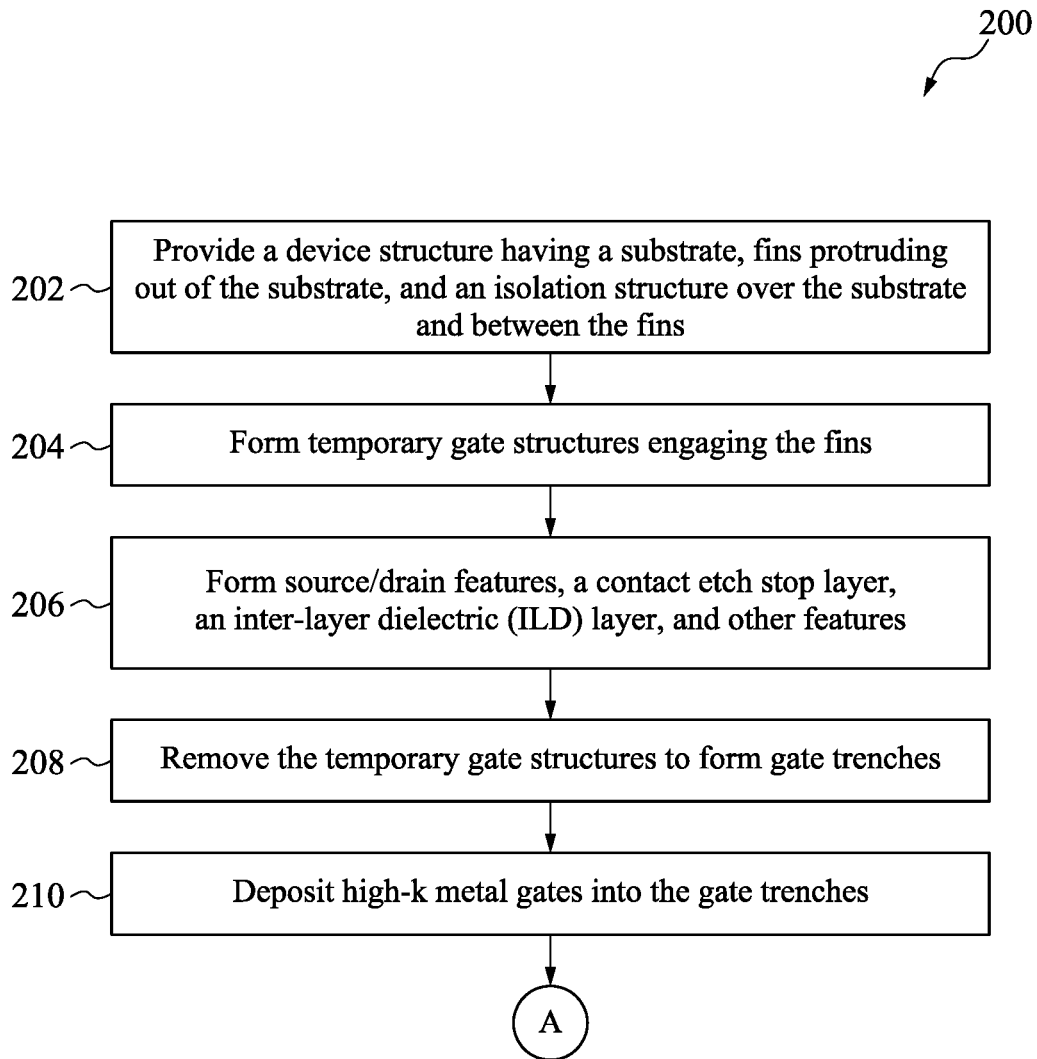 200
202
Provide a device structure having a substrate, fins protruding
out of the substrate, and an isolation structure over the substrate
and between the fins
204
Form temporary gate structures engaging the fins
206
Form source/drain features, a contact etch stop layer,
an inter-layer dielectric (ILD) layer, and other features
208
Remove the temporary gate structures to form gate trenches
210
Deposit high-k metal gates into the gate trenches
A